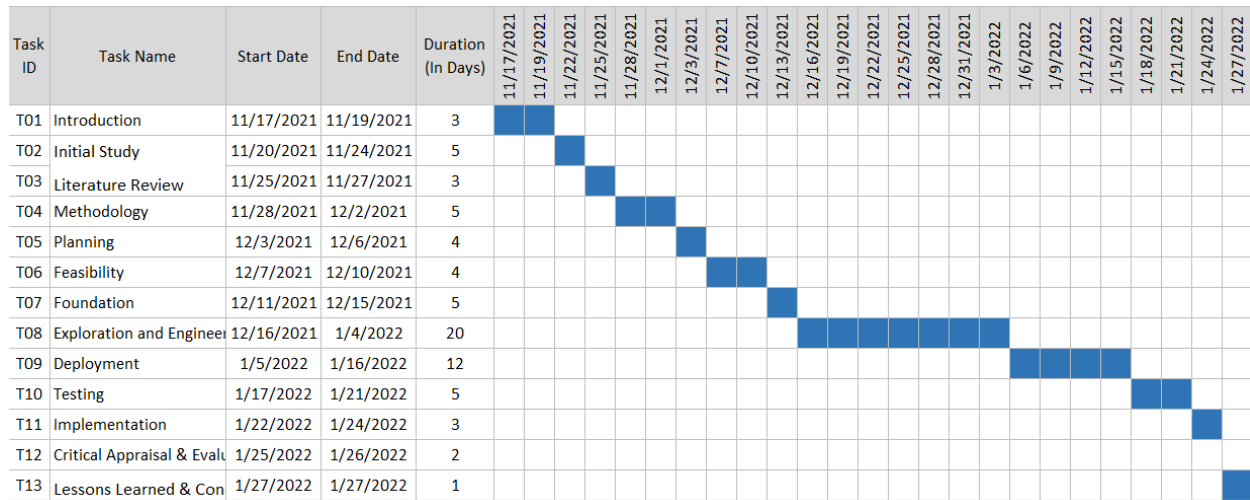 Task ID Task Name Start Date End Date Duration (In Days) 11/17/2021 11/19/2021 11/22/2021 11/25/2021 11/28/2021 12/1/2021 12/3/2021 12/7/2021 12/10/2021 12/13/2021 12/16/2021 12/19/2021 12/22/2021 12/25/2021 12/28/2021 12/31/2021 1/3/2022 1/6/2022 1/9/2022 1/12/2022 1/15/2022 1/18/2022 1/21/2022 1/24/2022 1/27/2022
T01 Introduction 11/17/2021 11/19/2021 3
T02 Initial Study 11/20/2021 11/24/2021 5
T03 Literature Review 11/25/2021 11/27/2021 3
T04 Methodology 11/28/2021 12/2/2021 5
T05 Planning 12/3/2021 12/6/2021 4
T06 Feasibility 12/7/2021 12/10/2021 4
T07 Foundation 12/11/2021 12/15/2021 5
T08 Exploration and Engineer 12/16/2021 1/4/2022 20
T09 Deployment 1/5/2022 1/16/2022 12
T10 Testing 1/17/2022 1/21/2022 5
T11 Implementation 1/22/2022 1/24/2022 3
T12 Critical Appraisal & Evalu 1/25/2022 1/26/2022 2
T13 Lessons Learned & Con 1/27/2022 1/27/2022 1